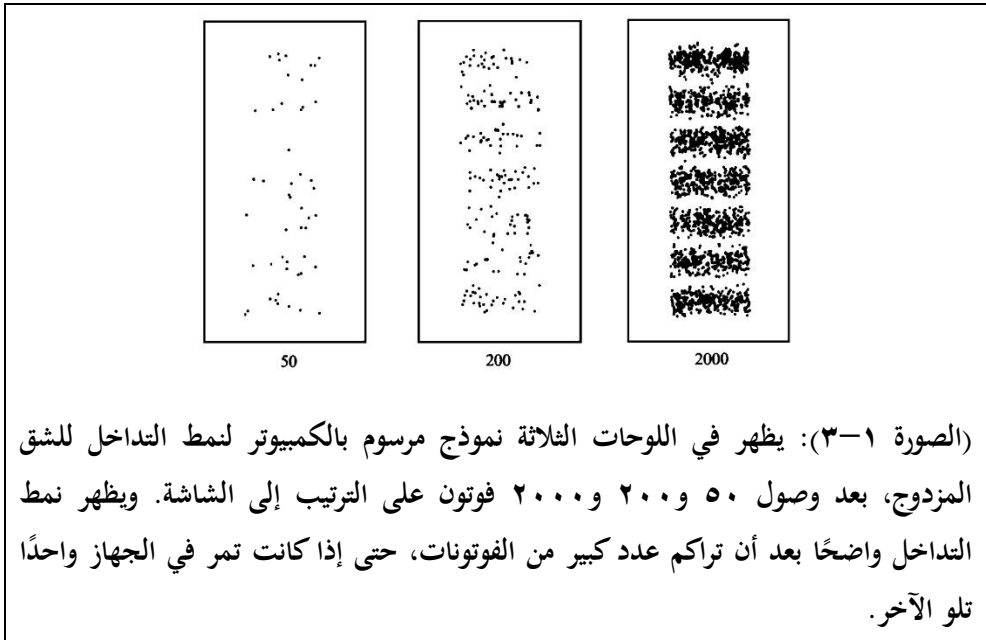 50 200 2000
(الصورة ١-٣): يظهر في اللوحات الثلاثة نموذج مرسوم بالكمبيوتر لنمط التداخل للشق
المزدوج، بعد وصول ٥٠ و٢٠٠ و٢٠٠٠ فوتون على الترتيب إلى الشاشة. ويظهر نمط
التداخل واضحًا بعد أن تراكم عدد كبير من الفوتونات، حتى إذا كانت تمر في الجهاز واحدًا
تلو الآخر.